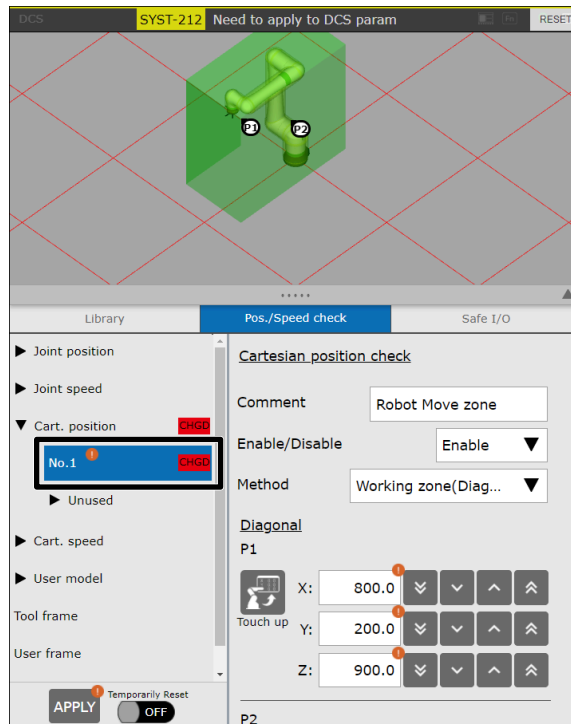 DCS SYST-212 Need to apply to DCS param RESET
P1 P2
Library Pos./Speed check Safe I/O
Joint position
Joint speed
Cart. position CHGD
No.1 ! CHGD
Unused
Cart. speed
User model
Tool frame
User frame
APPLY ! Temporarily Reset
OFF
Cartesian position check
Comment Robot Move zone
Enable/Disable Enable
Method Working zone(Diag...
Diagonal
P1
Touch up
X: 800.0 !
Y: 200.0 !
Z: 900.0 !
P2